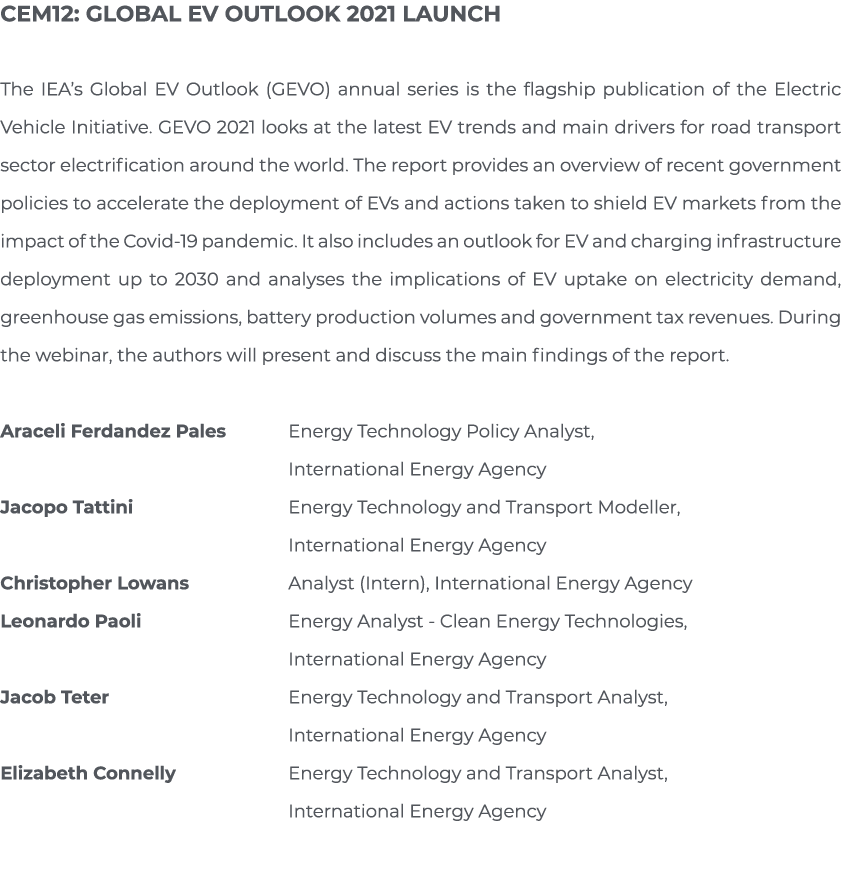 CEM12: GLOBAL EV OUTLOOK 2021 LAUNCH
The IEA's Global EV Outlook (GEVO) annual series is the flagship publication of the Electric
Vehicle Initiative. GEVO 2021 looks at the latest EV trends and main drivers for road transport
sector electrification around the world. The report provides an overview of recent government
policies to accelerate the deployment of EVs and actions taken to shield EV markets from the
impact of the Covid-19 pandemic. It also includes an outlook for EV and charging infrastructure
deployment up to 2030 and analyses the implications of EV uptake on electricity demand,
greenhouse gas emissions, battery production volumes and government tax revenues. During
the webinar, the authors will present and discuss the main findings of the report.
Araceli Ferdandez Pales Energy Technology Policy Analyst,
International Energy Agency
Jacopo Tattini Energy Technology and Transport Modeller,
International Energy Agency
Christopher Lowans Analyst (Intern), International Energy Agency
Leonardo Paoli Energy Analyst - Clean Energy Technologies,
International Energy Agency
Jacob Teter Energy Technology and Transport Analyst,
International Energy Agency
Elizabeth Connelly Energy Technology and Transport Analyst,
International Energy Agency